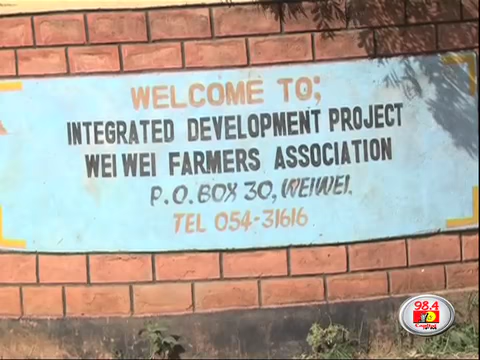 WELCOME TO;
INTEGRATED DEVELOPMENT PROJECT
WEI WEI FARMERS ASSOCIATION
P.O.BOX 30, WEIWEI.
TEL 054-31616
98.4